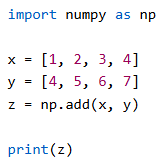 import numpy as np
x = [1, 2, 3, 4]
y = [4, 5, 6, 7]
z = np.add(x, y)
print(z)